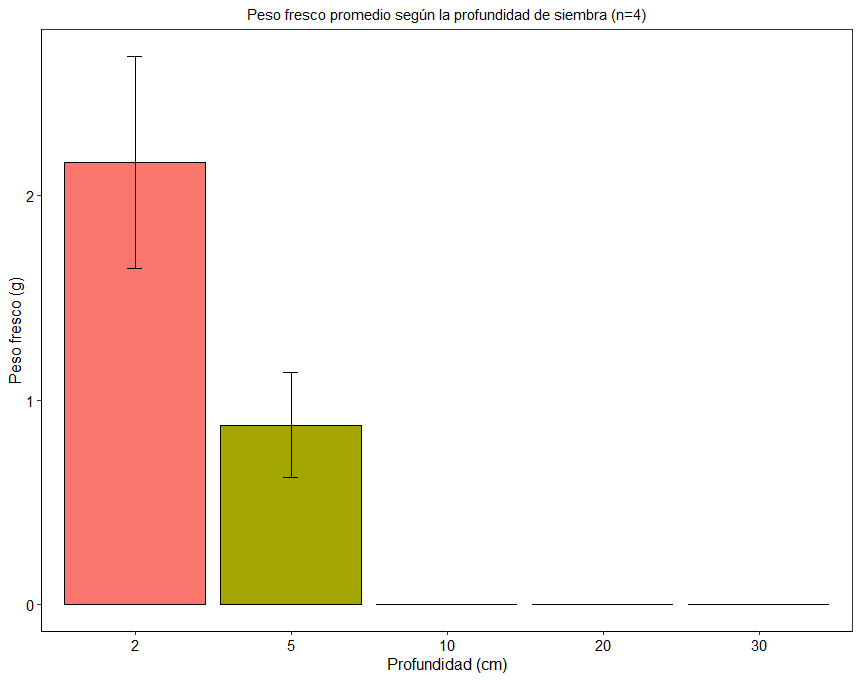 Peso fresco promedio según la profundidad de siembra (n=4)
Peso fresco (g)
2
1
0
2 5 10 20 30
Profundidad (cm)